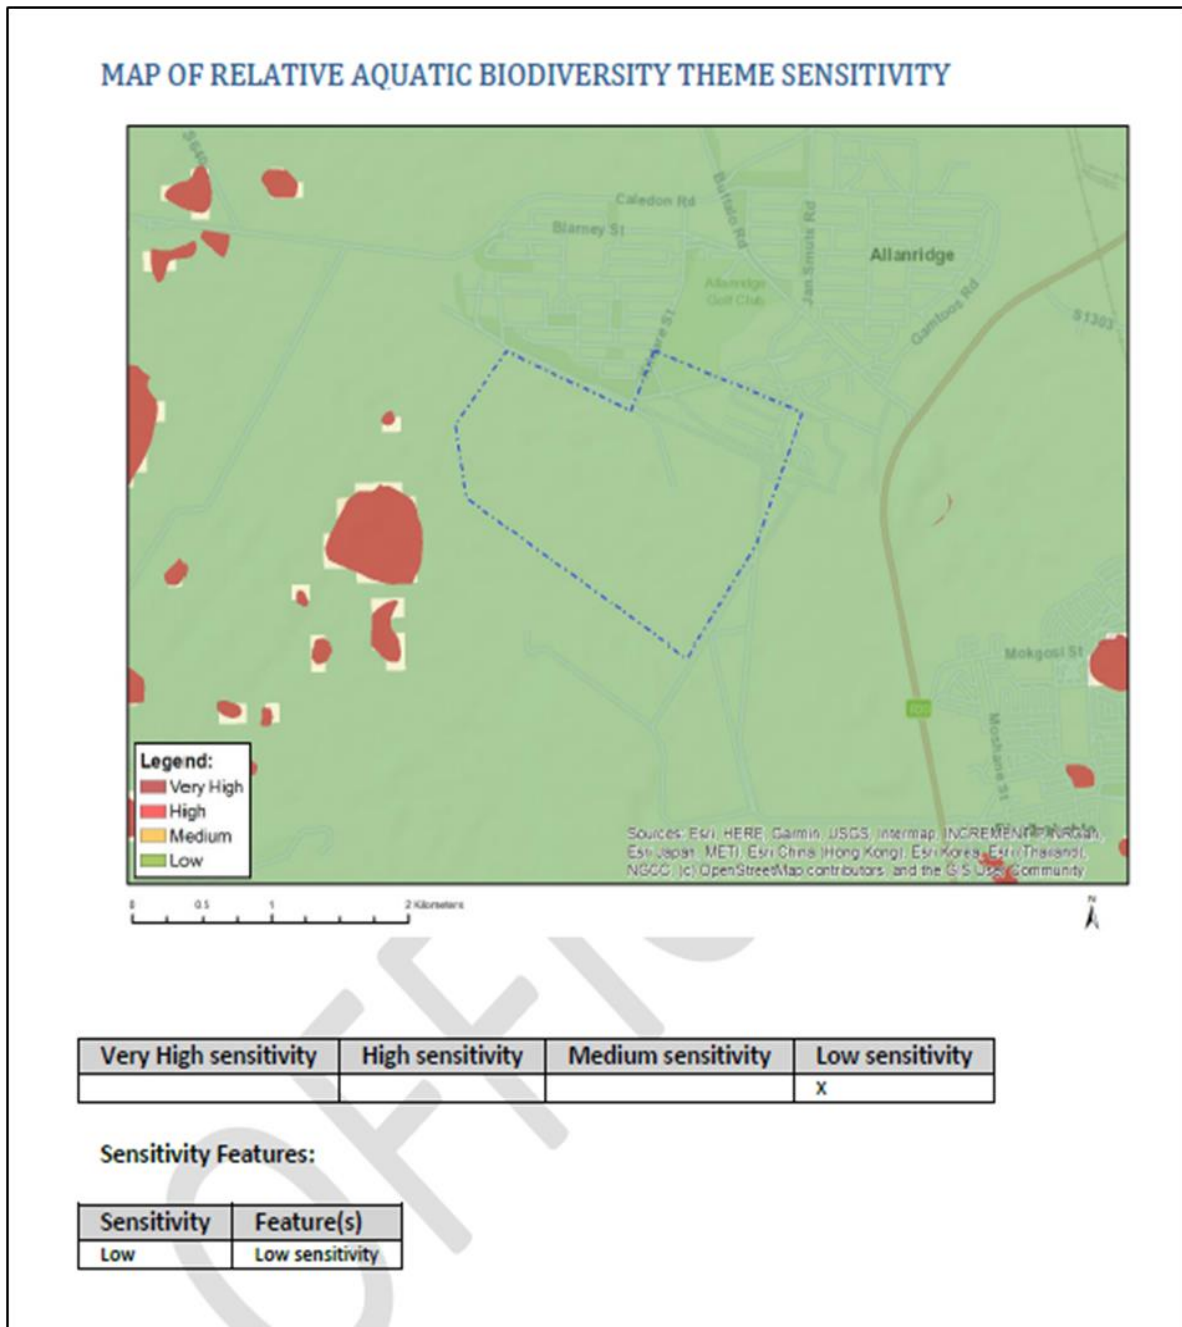 MAP OF RELATIVE AQUATIC BIODIVERSITY THEME SENSITIVITY
S640
Caledon Rd
Blarney St
Buffalo Rd
Jan Smuts Rd
Allanridge
Allanridge
Golf Club
Gamtoos Rd
S1303
Mokgosi St
Moshane St
Legend:
Very High
High
Medium
Low
Sources: Esri, HERE, Garmin, USGS, Intermap, INCREMENT P, NRCan,
Esri Japan, METI, Esri China (Hong Kong), Esri Korea, Esri (Thailand),
NGCC, (c) OpenStreetMap contributors, and the GIS User Community
0 0.5 1 2 Kilometers
N
Very High sensitivity High sensitivity Medium sensitivity Low sensitivity
X
Sensitivity Features:
Sensitivity Feature(s)
Low Low sensitivity